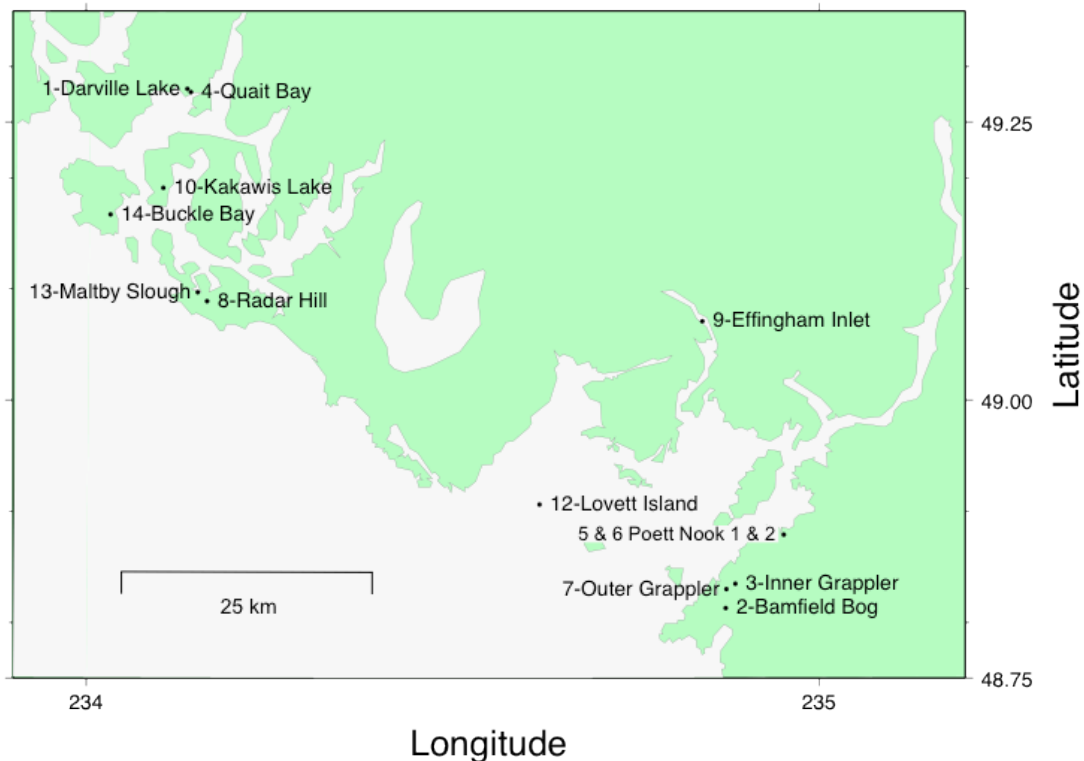 1-Darville Lake
4-Quait Bay
49.25
10-Kakawis Lake
14-Buckle Bay
13-Maltby Slough
8-Radar Hill
9-Effingham Inlet
Latitude
49.00
12-Lovett Island
5 & 6 Poett Nook 1 & 2
25 km
7-Outer Grappler
3-Inner Grappler
2-Bamfield Bog
48.75
234
235
Longitude